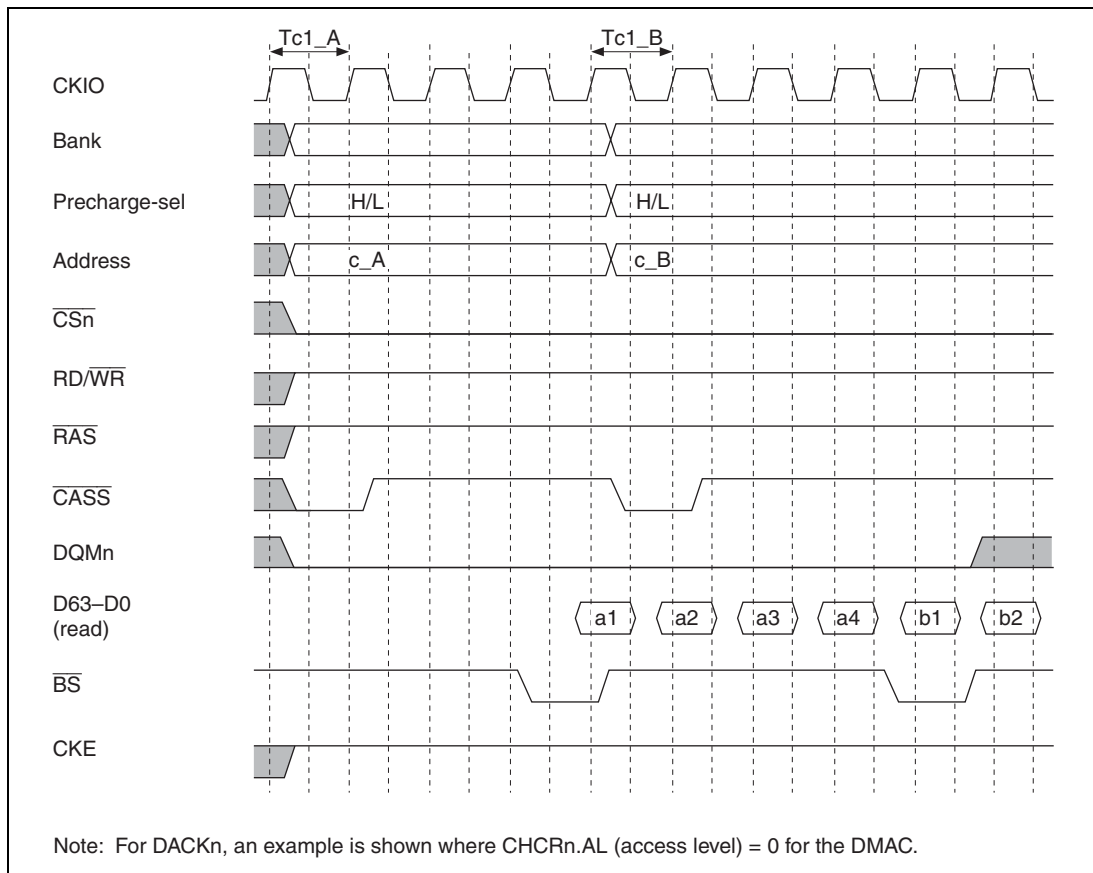 Tc1_A Tc1_B
CKIO
Bank
Precharge-sel H/L H/L
Address c_A c_B
CSn
RD/WR
RAS
CASS
DQMn
D63–D0
(read) a1 a2 a3 a4 b1 b2
BS
CKE
Note: For DACKn, an example is shown where CHCRn.AL (access level) = 0 for the DMAC.